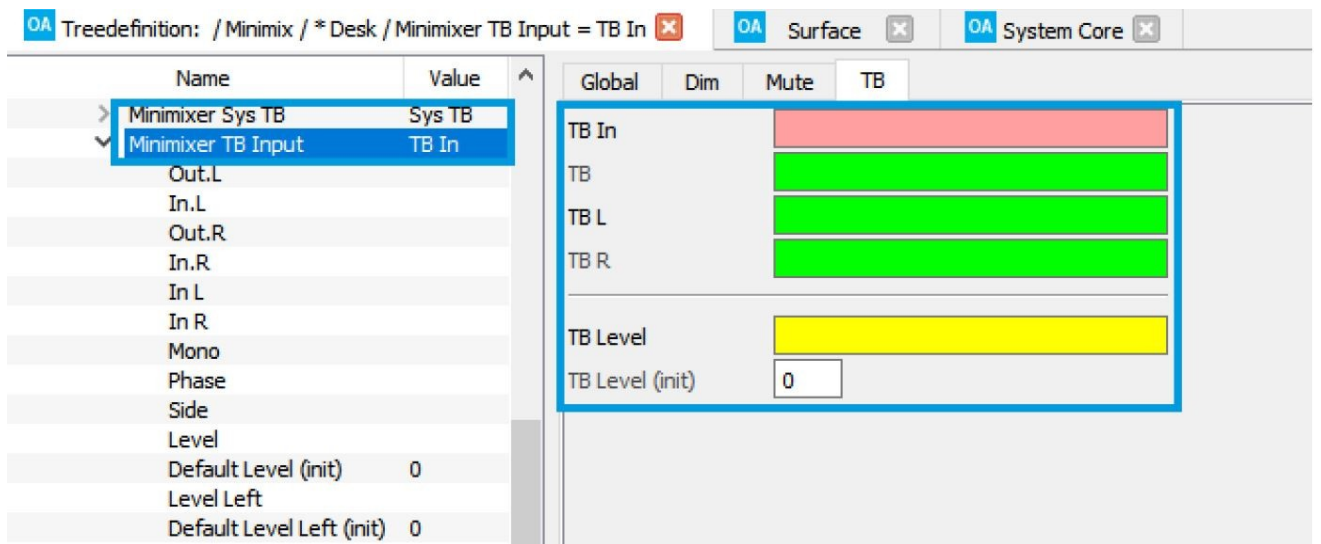 OA Treedefinition: / Minimix / * Desk / Minimixer TB Input = TB In OA Surface OA System Core
Name Value Global Dim Mute TB
Minimixer Sys TB Sys TB
Minimixer TB Input TB In
Out.L
In.L
Out.R
In.R
In L
In R
Mono
Phase
Side
Level
Default Level (init) 0
Level Left
Default Level Left (init) 0
TB In
TB
TB L
TB R
TB Level
TB Level (init) 0